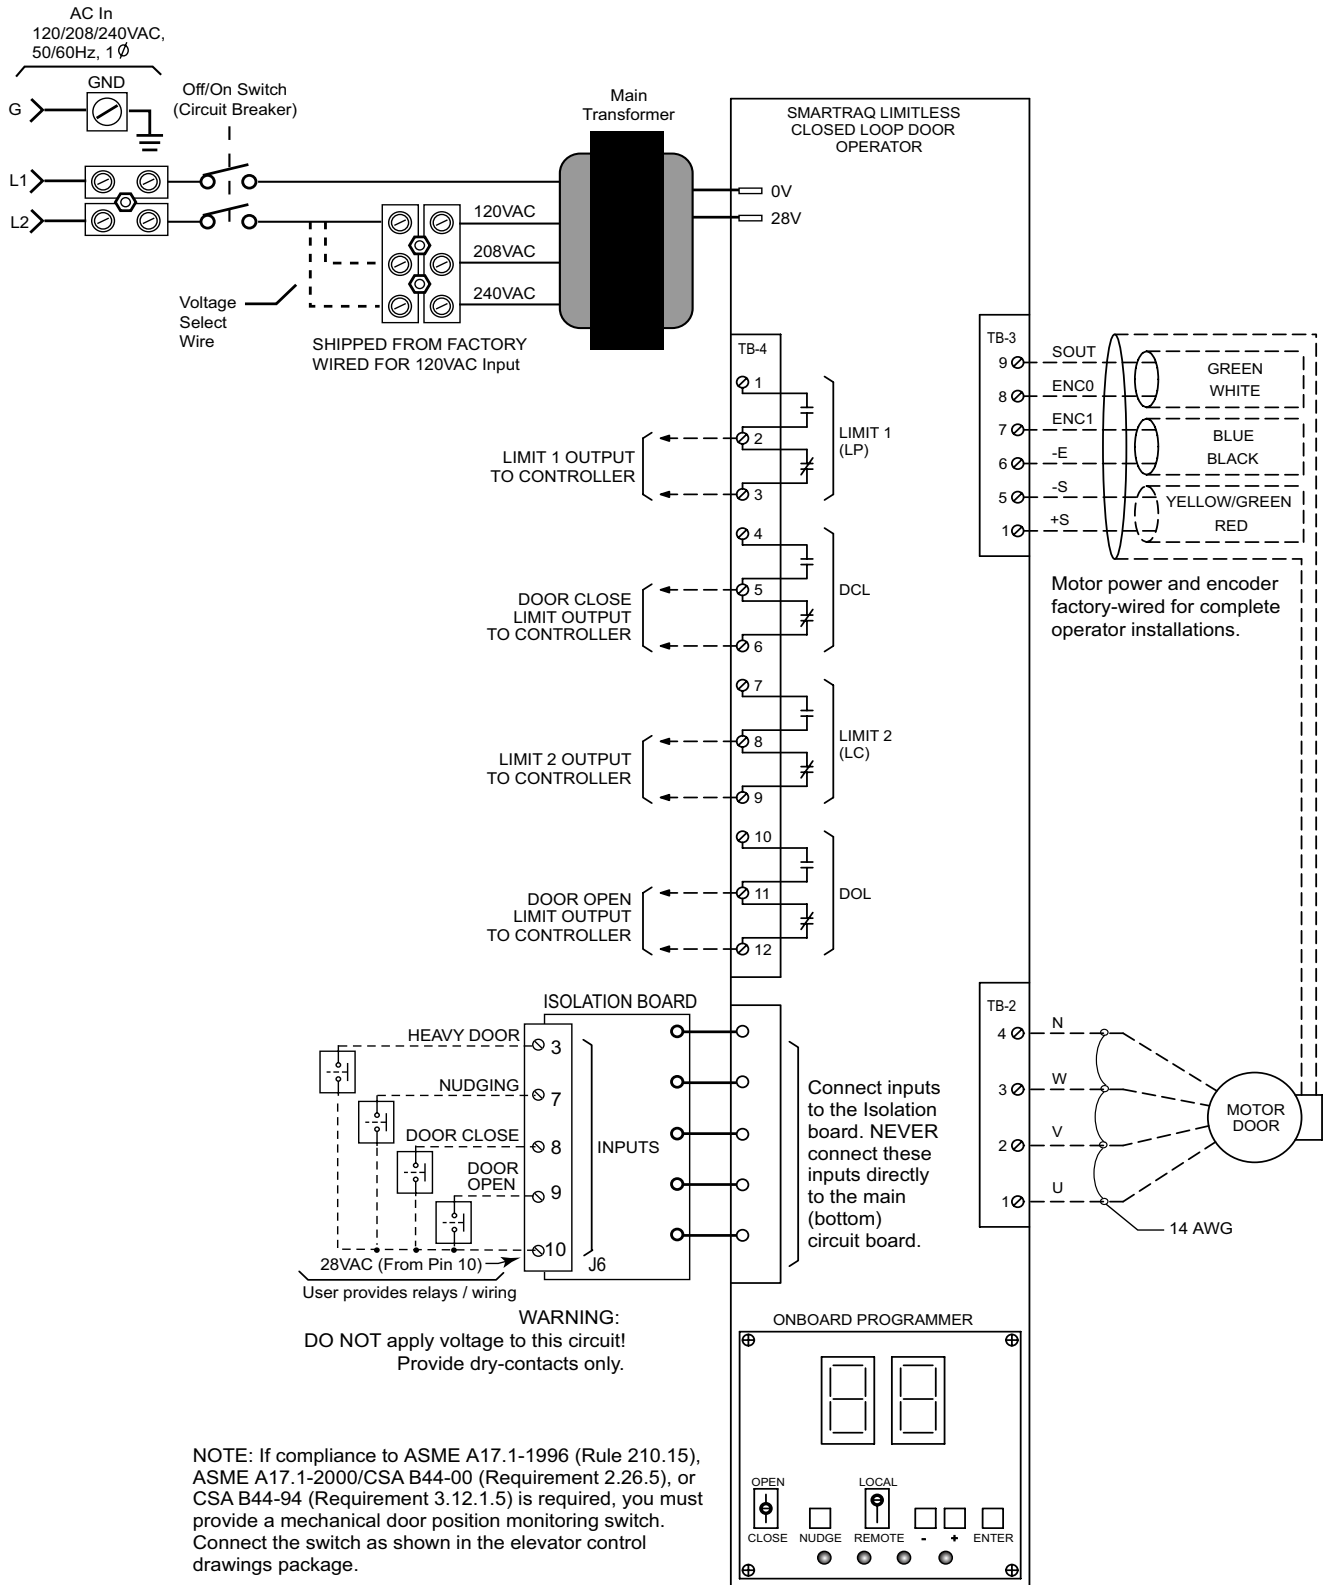 AC In
120/208/240VAC,
50/60Hz, 1 Ø
GND
G
Off/On Switch
(Circuit Breaker)
L1
L2
Main
Transformer
SMARTRAQ LIMITLESS
CLOSED LOOP DOOR
OPERATOR
0V
28V
120VAC
208VAC
240VAC
Voltage
Select
Wire
SHIPPED FROM FACTORY
WIRED FOR 120VAC Input
TB-4
1
2
3
4
5
6
7
8
9
10
11
12
LIMIT 1
(LP)
DCL
LIMIT 2
(LC)
DOL
LIMIT 1 OUTPUT
TO CONTROLLER
DOOR CLOSE
LIMIT OUTPUT
TO CONTROLLER
LIMIT 2 OUTPUT
TO CONTROLLER
DOOR OPEN
LIMIT OUTPUT
TO CONTROLLER
TB-3
9 SOUT
8 ENC0
7 ENC1
6 -E
5 -S
1 +S
GREEN
WHITE
BLUE
BLACK
YELLOW/GREEN
RED
Motor power and encoder
factory-wired for complete
operator installations.
ISOLATION BOARD
HEAVY DOOR
3
NUDGING
7
DOOR CLOSE
8
DOOR
OPEN
9
10
INPUTS
J6
28VAC (From Pin 10)
User provides relays / wiring
WARNING:
DO NOT apply voltage to this circuit!
Provide dry-contacts only.
Connect inputs
to the Isolation
board. NEVER
connect these
inputs directly
to the main
(bottom)
circuit board.
TB-2
4 N
3 W
2 V
1 U
MOTOR
DOOR
14 AWG
ONBOARD PROGRAMMER
88
OPEN
LOCAL
CLOSE NUDGE REMOTE - + ENTER
NOTE: If compliance to ASME A17.1-1996 (Rule 210.15),
ASME A17.1-2000/CSA B44-00 (Requirement 2.26.5), or
CSA B44-94 (Requirement 3.12.1.5) is required, you must
provide a mechanical door position monitoring switch.
Connect the switch as shown in the elevator control
drawings package.